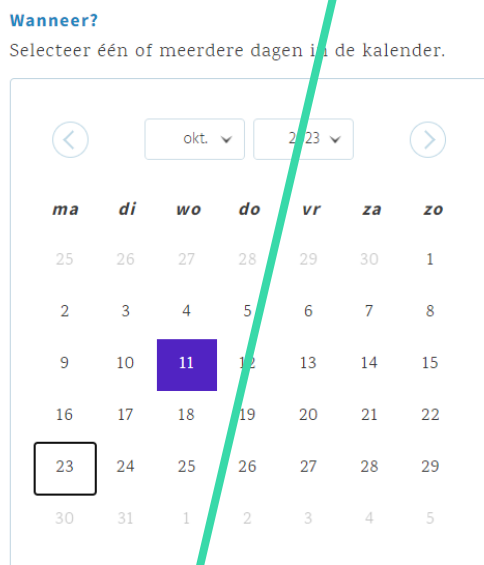 Wanneer?
Selecteer één of meerdere dagen in de kalender.
okt. 2023
ma di wo do vr za zo
25 26 27 28 29 30 1
2 3 4 5 6 7 8
9 10 11 12 13 14 15
16 17 18 19 20 21 22
23 24 25 26 27 28 29
30 31 1 2 3 4 5